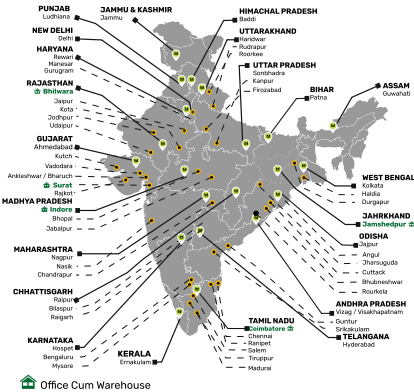 PUNJAB
Ludhiana
JAMMU & KASHMIR
Jammu
HIMACHAL PRADESH
Baddi
NEW DELHI
Delhi
UTTARAKHAND
Haridwar
Rudrapur
Roorkee
HARYANA
Rewari
Manesar
Gurugram
UTTAR PRADESH
Sonbhadra
Kanpur
Firozabad
RAJASTHAN
Bhilwara
Jaipur
Kota
Jodhpur
Udaipur
BIHAR
Patna
ASSAM
Guwahati
GUJARAT
Ahmedabad
Kutch
Vadodara
Ankleshwar / Bharuch
Surat
Rajkot
WEST BENGAL
Kolkata
Haldia
Durgapur
MADHYA PRADESH
Indore
Bhopal
Jabalpur
JAHRKHAND
Jamshedpur
ODISHA
Jajpur
Angul
Jharsuguda
Cuttack
Bhubneshwar
Rourkela
MAHARASHTRA
Nagpur
Nasik
Chandrapur
CHHATTISGARH
Raipur
Bilaspur
Raigarh
ANDHRA PRADESH
Vizag / Visakhapatnam
Guntur
Srikakulam
TELANGANA
Hyderabad
KARNATAKA
Hospet
Bengaluru
Mysore
TAMIL NADU
Coimbatore
Chennai
Ranipet
Salem
Tiruppur
Madurai
KERALA
Ernakulam
Office Cum Warehouse